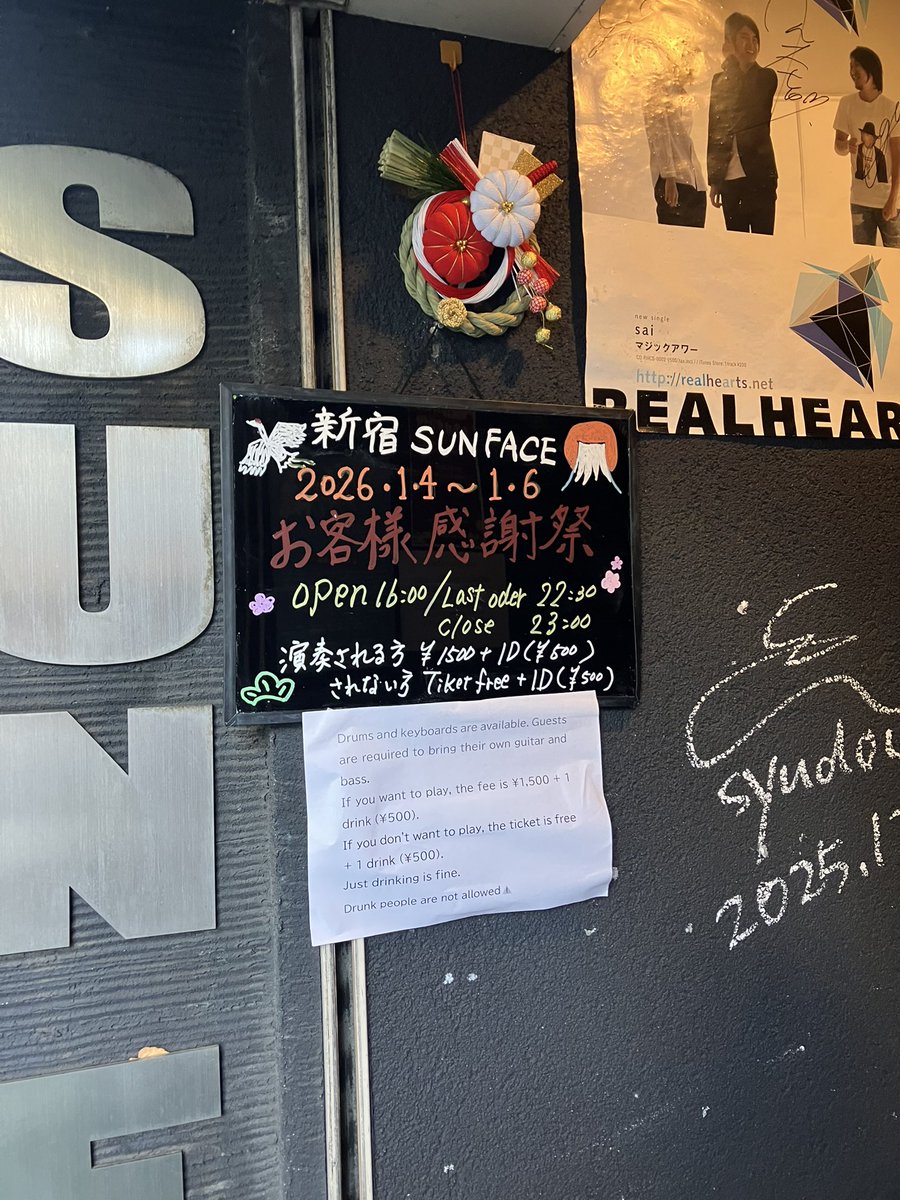 SUNF
new single
sai
マジックアワー
http://realhearts.net
REALHEAR
新宿 SUNFACE
2026・1・4～1・6
お客様感謝祭
open 16:00/Last oder 22:30
close 23:00
演奏される方 ¥1500+1D(¥500)
されない方 Tiket free+1D(¥500)
Drums and keyboards are available. Guests
are required to bring their own guitar and
bass.
If you want to play, the fee is ¥1,500 + 1
drink (¥500).
If you don't want to play, the ticket is free
+ 1 drink (¥500).
Just drinking is fine.
Drunk people are not allowed
syudou
2025.1